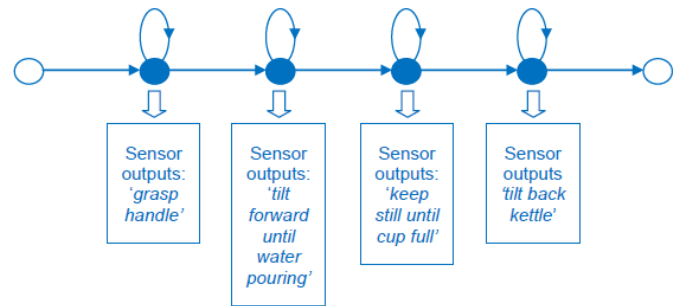 Sensor
outputs:
‘grasp
handle’
Sensor
outputs:
‘tilt
forward
until
water
pouring’
Sensor
outputs:
‘keep
still until
cup full’
Sensor
outputs
‘tilt back
kettle’